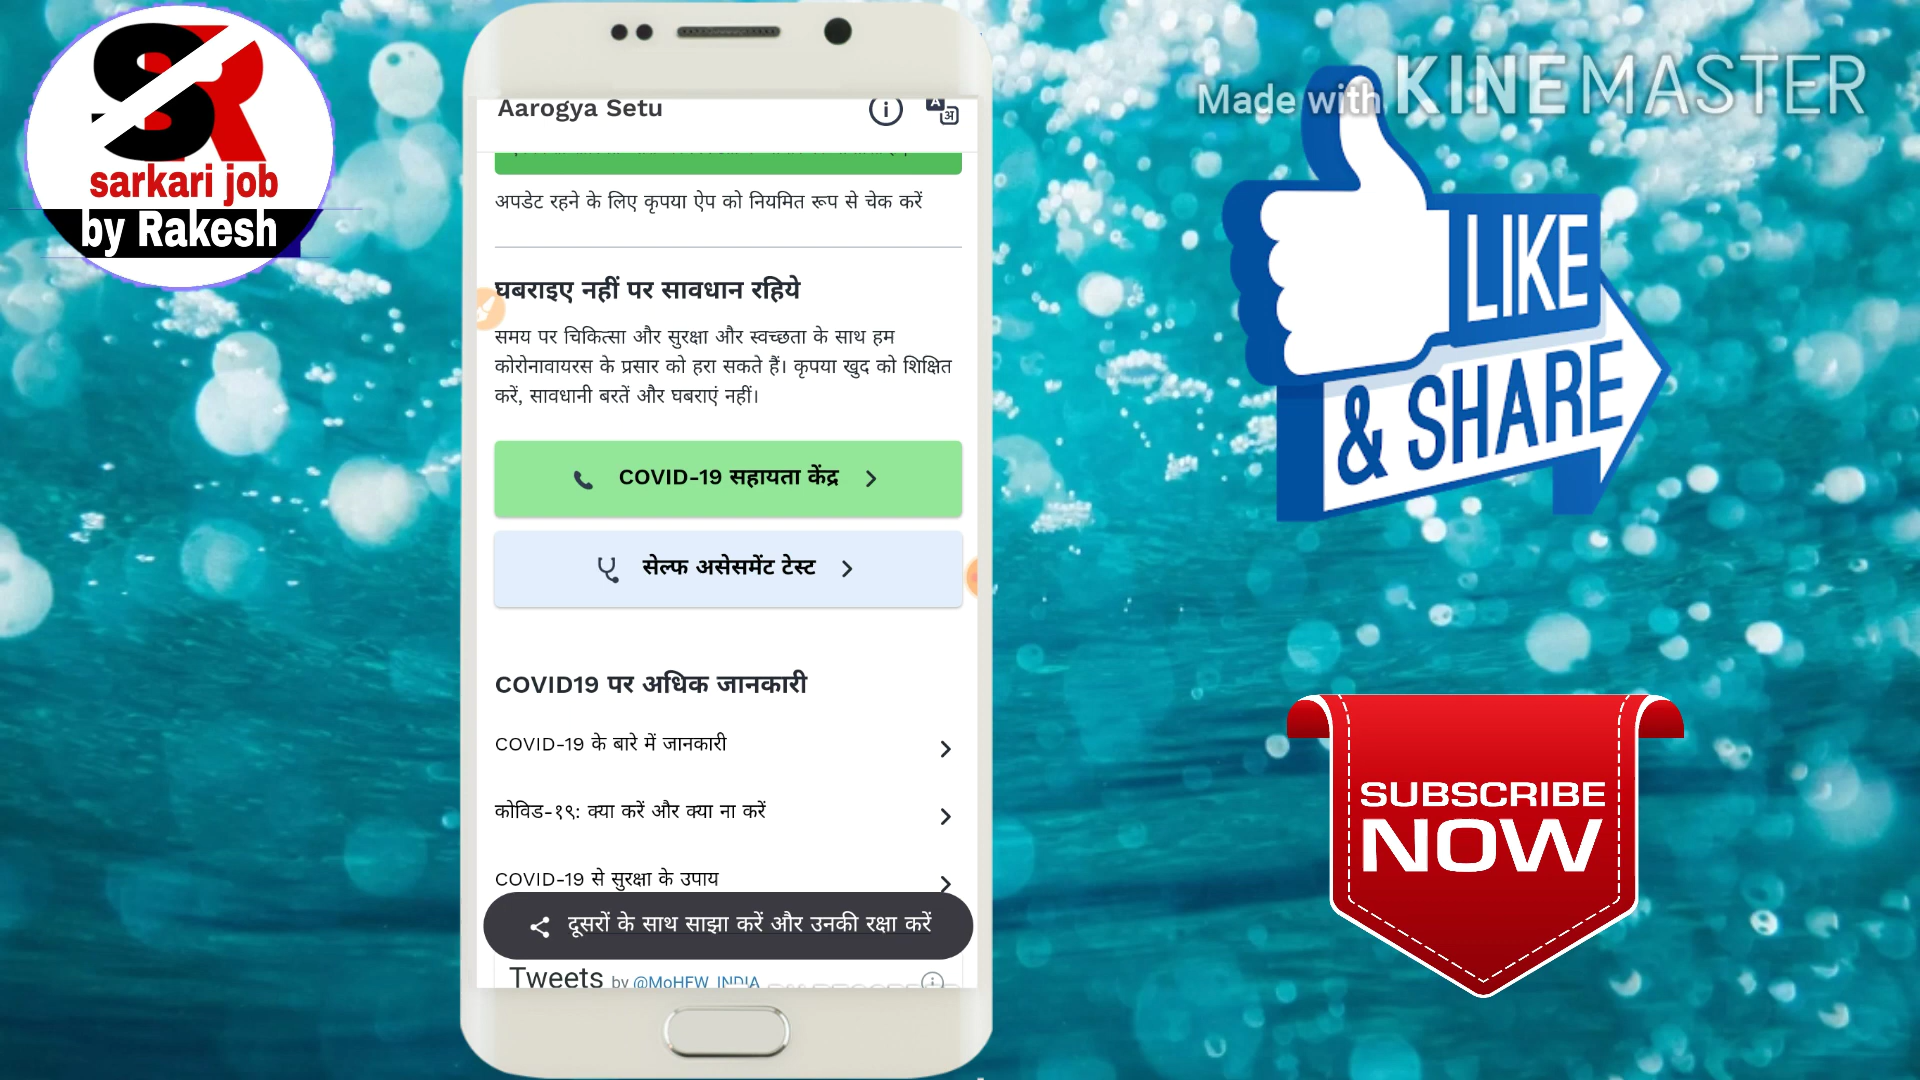 SR
sarkari job
by Rakesh
Aarogya Setu
अपडेट रहने के लिए कृपया ऐप को नियमित रूप से चेक करें
घबराइए नहीं पर सावधान रहिये
समय पर चिकित्सा और सुरक्षा और स्वच्छता के साथ हम
कोरोनावायरस के प्रसार को हरा सकते हैं। कृपया खुद को शिक्षित
करें, सावधानी बरतें और घबराएं नहीं।
COVID-19 सहायता केंद्र
सेल्फ असेसमेंट टेस्ट
COVID19 पर अधिक जानकारी
COVID-19 के बारे में जानकारी
कोविड-१९: क्या करें और क्या ना करें
COVID-19 से सुरक्षा के उपाय
दूसरों के साथ साझा करें और उनकी रक्षा करें
Tweets by @MoHFW_INDIA
Made with KINEMASTER
LIKE
& SHARE
SUBSCRIBE
NOW